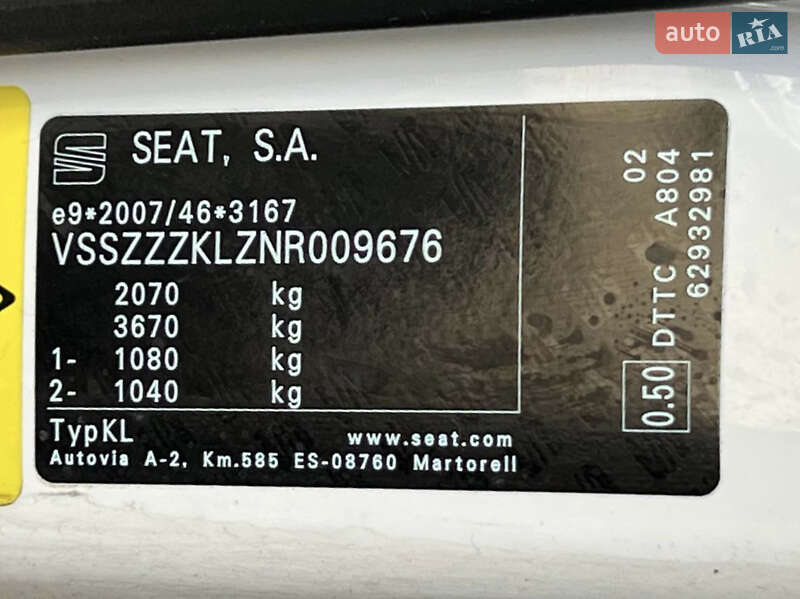 auto RIA .com
SEAT, S.A.
e9*2007/46*3167
VSSZZZKLZNR009676
2070 kg
3670 kg
1- 1080 kg
2- 1040 kg
TypKL
www.seat.com
Autovia A-2, Km.585 ES-08760 Martorell
0.50 DTTC A804 02
62932981